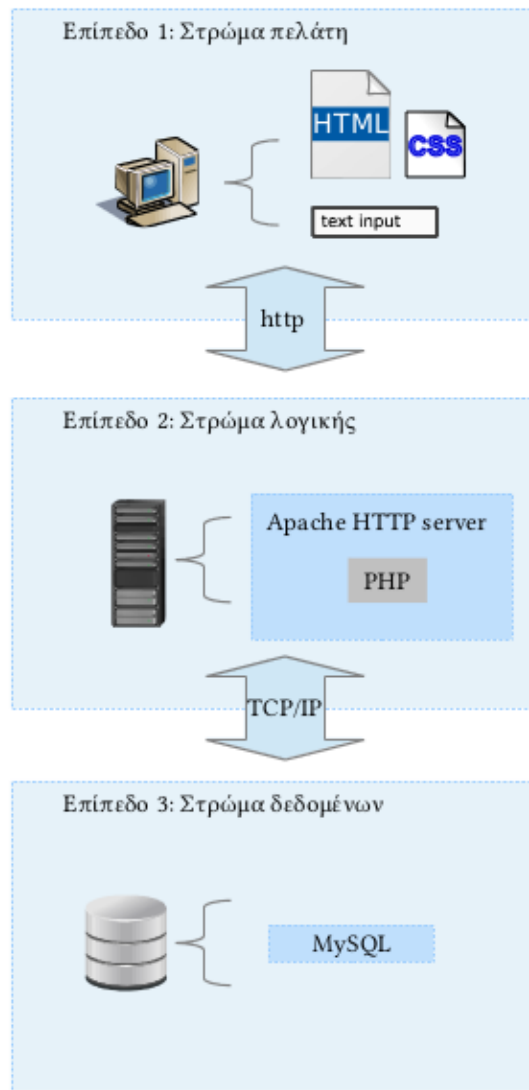 Επίπεδο 1: Στρώμα πελάτη
HTML
CSS
text input
http
Επίπεδο 2: Στρώμα λογικής
Apache HTTP server
PHP
TCP/IP
Επίπεδο 3: Στρώμα δεδομένων
MySQL